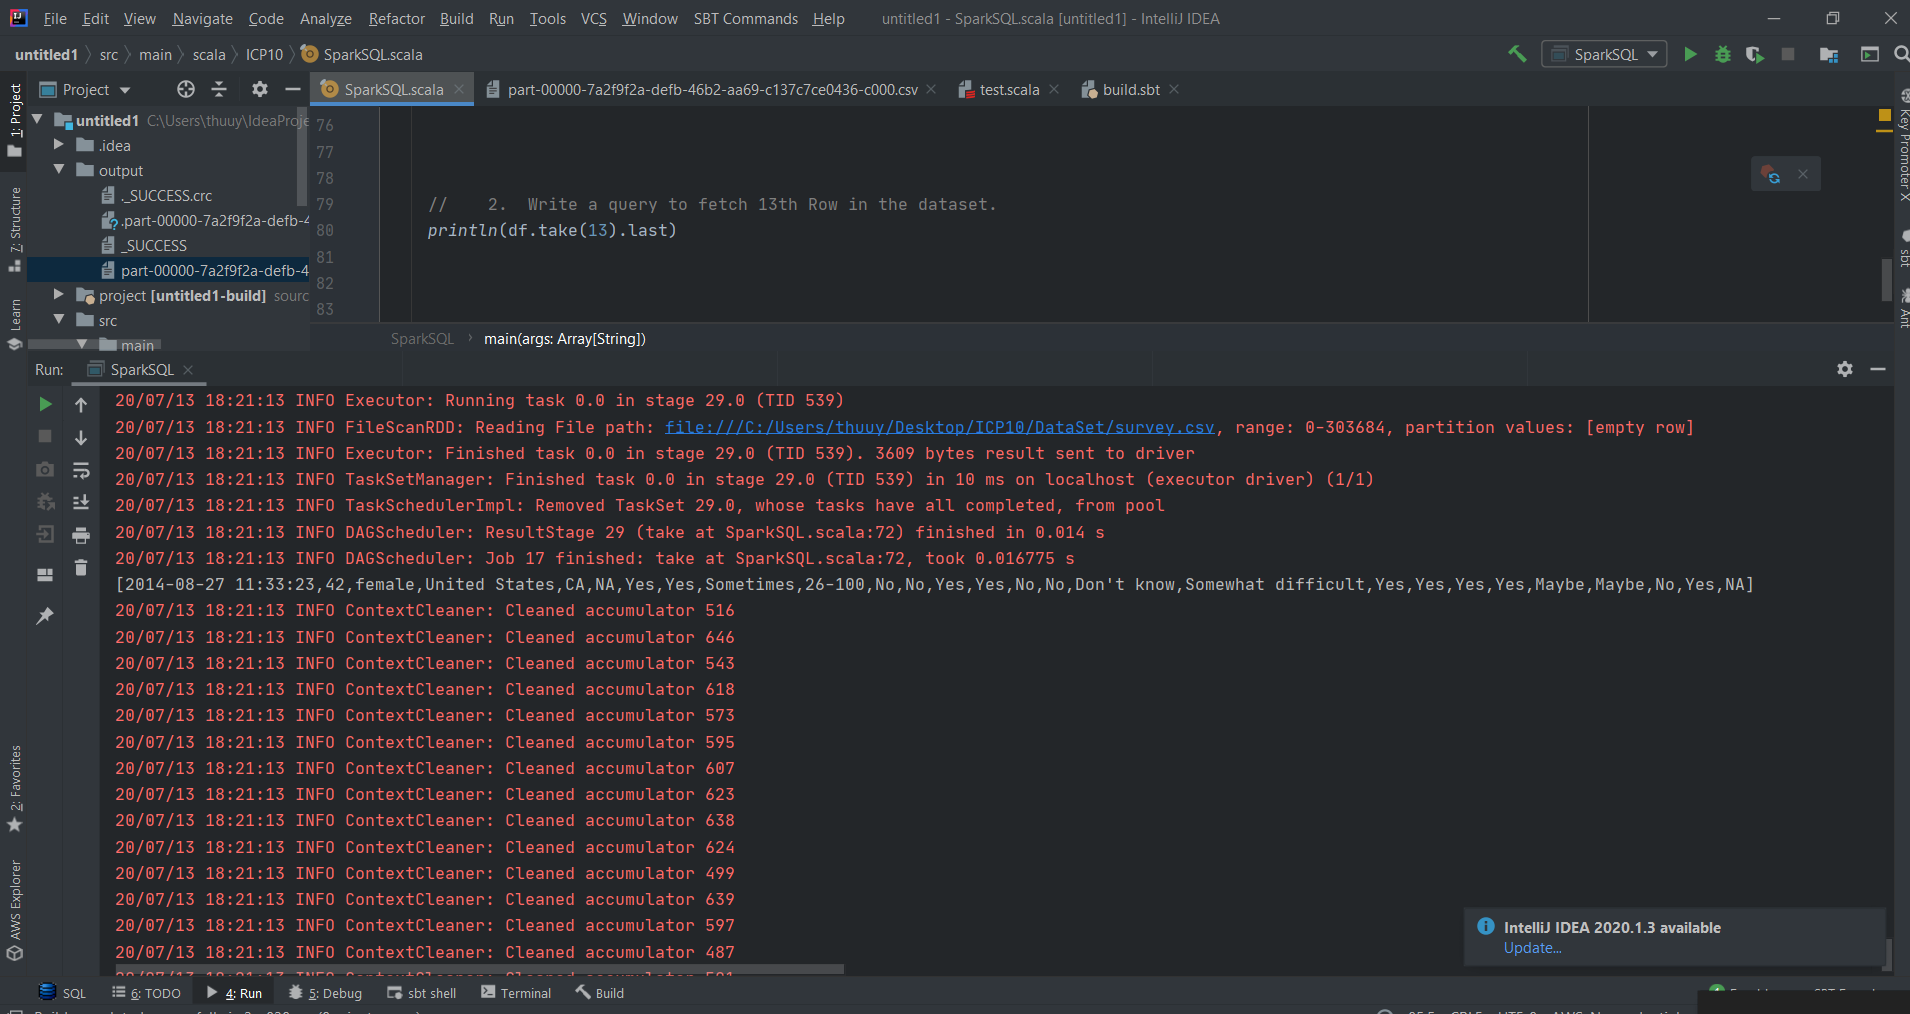 File Edit View Navigate Code Analyze Refactor Build Run Tools VCS Window SBT Commands Help untitled1 - SparkSQL.scala [untitled1] - IntelliJ IDEA
untitled1 src main scala ICP10 SparkSQL.scala SparkSQL
1: Project
7: Structure
Learn
2: Favorites
AWS Explorer
Project
untitled1 C:\Users\thuuy\IdeaProje
.idea
output
._SUCCESS.crc
.part-00000-7a2f9f2a-defb-4
_SUCCESS
part-00000-7a2f9f2a-defb-4
project [untitled1-build] sourc
src
main
SparkSQL.scala part-00000-7a2f9f2a-defb-46b2-aa69-c137c7ce0436-c000.csv test.scala build.sbt
76
77
78
79 // 2. Write a query to fetch 13th Row in the dataset.
80 println(df.take(13).last)
81
82
83
SparkSQL › main(args: Array[String])
Key Promoter X
sbt
Ant
Run: SparkSQL
20/07/13 18:21:13 INFO Executor: Running task 0.0 in stage 29.0 (TID 539)
20/07/13 18:21:13 INFO FileScanRDD: Reading File path: file:///C:/Users/thuuy/Desktop/ICP10/DataSet/survey.csv, range: 0-303684, partition values: [empty row]
20/07/13 18:21:13 INFO Executor: Finished task 0.0 in stage 29.0 (TID 539). 3609 bytes result sent to driver
20/07/13 18:21:13 INFO TaskSetManager: Finished task 0.0 in stage 29.0 (TID 539) in 10 ms on localhost (executor driver) (1/1)
20/07/13 18:21:13 INFO TaskSchedulerImpl: Removed TaskSet 29.0, whose tasks have all completed, from pool
20/07/13 18:21:13 INFO DAGScheduler: ResultStage 29 (take at SparkSQL.scala:72) finished in 0.014 s
20/07/13 18:21:13 INFO DAGScheduler: Job 17 finished: take at SparkSQL.scala:72, took 0.016775 s
[2014-08-27 11:33:23,42,female,United States,CA,NA,Yes,Yes,Sometimes,26-100,No,No,Yes,Yes,No,No,Don't know,Somewhat difficult,Yes,Yes,Yes,Yes,Maybe,Maybe,No,Yes,NA]
20/07/13 18:21:13 INFO ContextCleaner: Cleaned accumulator 516
20/07/13 18:21:13 INFO ContextCleaner: Cleaned accumulator 646
20/07/13 18:21:13 INFO ContextCleaner: Cleaned accumulator 543
20/07/13 18:21:13 INFO ContextCleaner: Cleaned accumulator 618
20/07/13 18:21:13 INFO ContextCleaner: Cleaned accumulator 573
20/07/13 18:21:13 INFO ContextCleaner: Cleaned accumulator 595
20/07/13 18:21:13 INFO ContextCleaner: Cleaned accumulator 607
20/07/13 18:21:13 INFO ContextCleaner: Cleaned accumulator 623
20/07/13 18:21:13 INFO ContextCleaner: Cleaned accumulator 638
20/07/13 18:21:13 INFO ContextCleaner: Cleaned accumulator 624
20/07/13 18:21:13 INFO ContextCleaner: Cleaned accumulator 499
20/07/13 18:21:13 INFO ContextCleaner: Cleaned accumulator 639
20/07/13 18:21:13 INFO ContextCleaner: Cleaned accumulator 597
20/07/13 18:21:13 INFO ContextCleaner: Cleaned accumulator 487
IntelliJ IDEA 2020.1.3 available
Update...
SQL 6: TODO 4: Run 5: Debug sbt shell Terminal Build